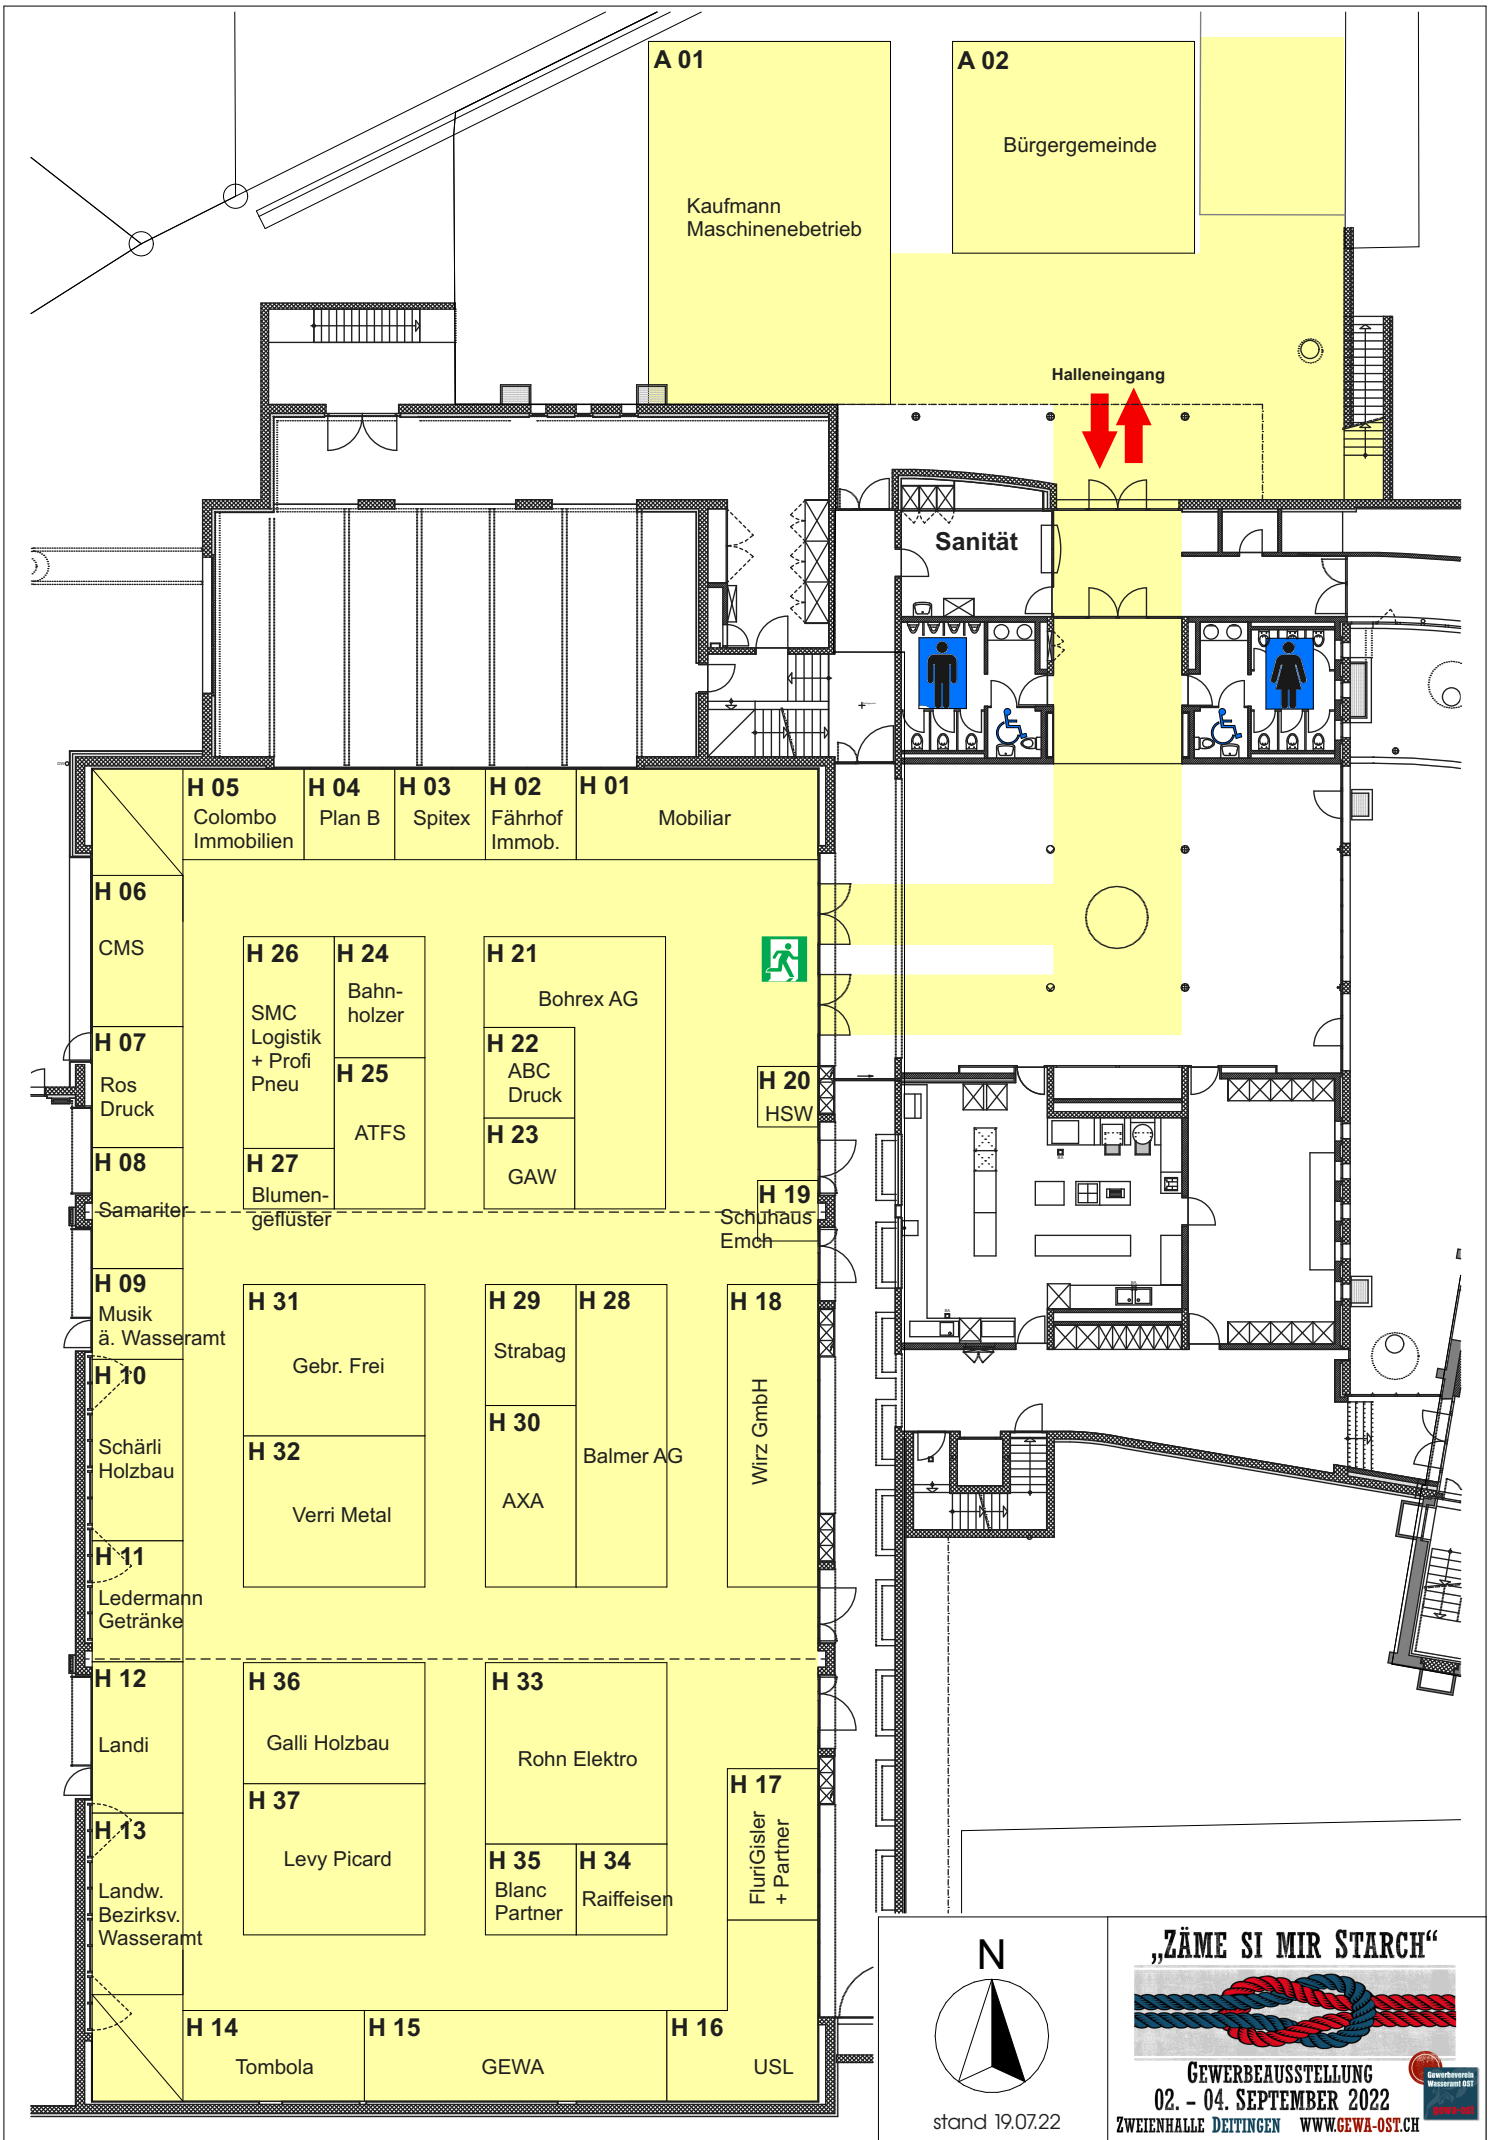 A 01
Kaufmann
Maschinenebetrieb
A 02
Bürgergemeinde
Halleneingang
Sanität
H 05
Colombo
Immobilien
H 04
Plan B
H 03
Spitex
H 02
Fährhof
Immob.
H 01
Mobiliar
H 06
CMS
H 26
SMC
Logistik
+ Profi
Pneu
H 24
Bahn-
holzer
H 21
Bohrex AG
H 07
Ros
Druck
H 25
ATFS
H 22
ABC
Druck
H 20
HSW
H 23
GAW
H 08
Samariter
H 27
Blumen-
geflüster
H 19
Schuhaus
Emch
H 09
Musik
ä. Wasseramt
H 31
Gebr. Frei
H 29
Strabag
H 28
Balmer AG
H 18
Wirz GmbH
H 10
Schärli
Holzbau
H 32
Verri Metal
H 30
AXA
H 11
Ledermann
Getränke
H 12
Landi
H 36
Galli Holzbau
H 33
Rohn Elektro
H 17
FluriGisler
+ Partner
H 13
Landw.
Bezirksv.
Wasseramt
H 37
Levy Picard
H 35
Blanc
Partner
H 34
Raiffeisen
H 14
Tombola
H 15
GEWA
H 16
USL
N
stand 19.07.22
„ZÄME SI MIR STARCH“
GEWERBEAUSSTELLUNG
02. - 04. SEPTEMBER 2022
ZWEIENHALLE DEITINGEN WWW.GEWA-OST.CH
Gewerbeverein
Wasseramt OST
gewa-ost